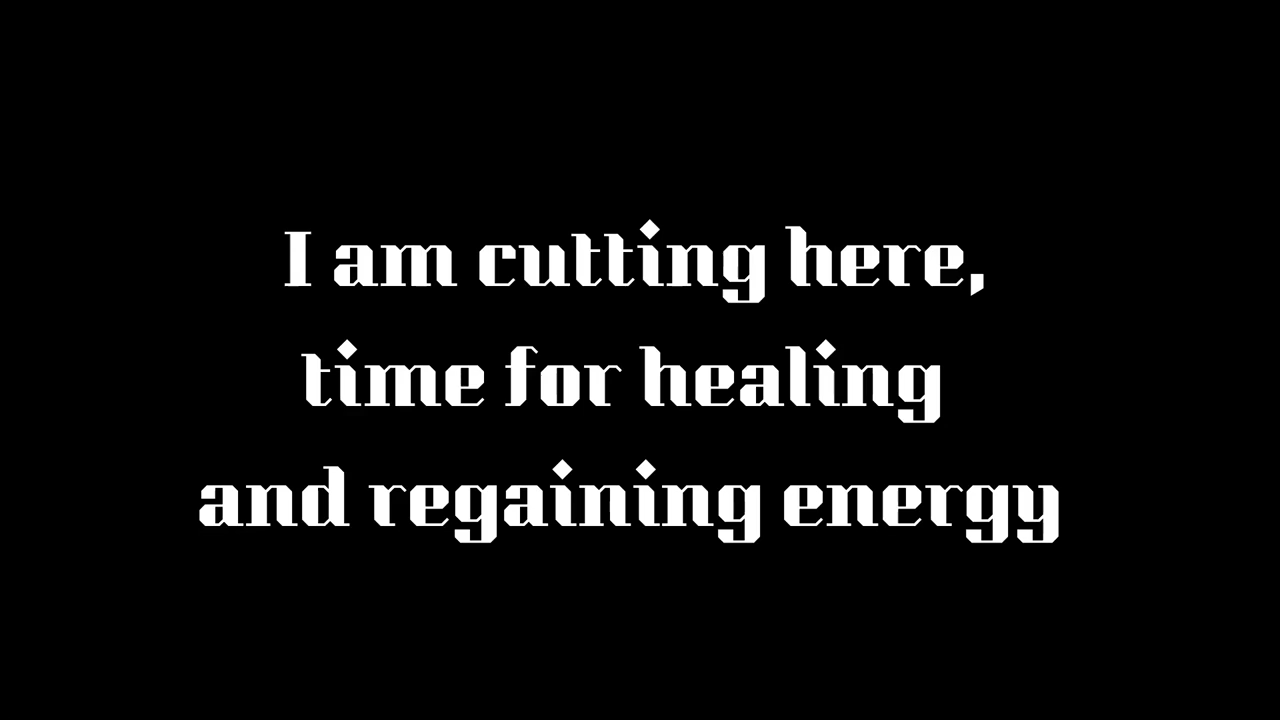 I am cutting here,
time for healing
and regaining energy